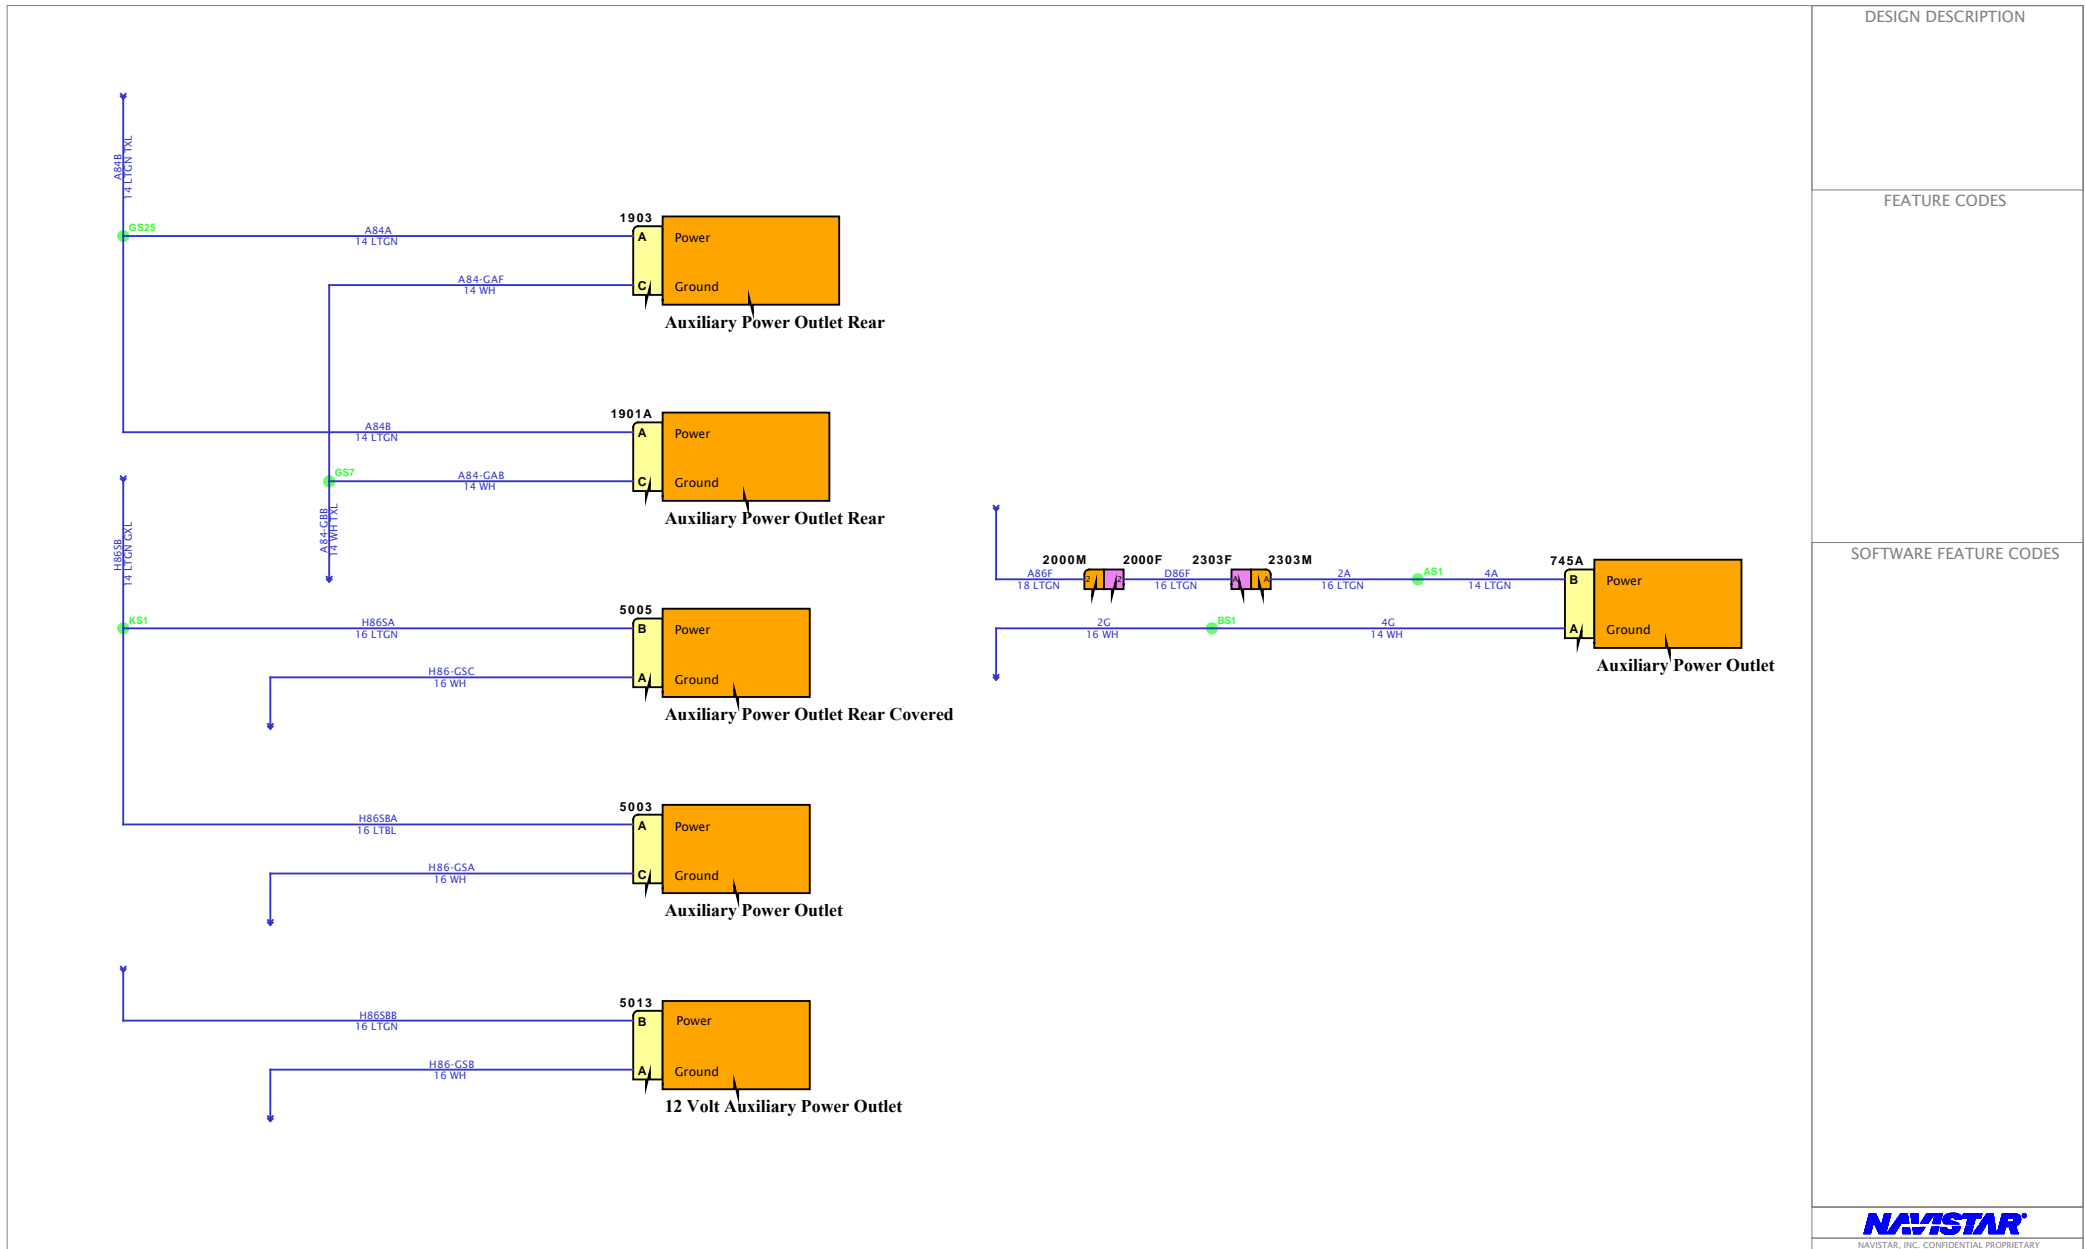 DESIGN DESCRIPTION
FEATURE CODES
SOFTWARE FEATURE CODES
A84B
14 LTGN TXL
GS25
A84A
14 LTGN
1903
A
Power
A84-GAF
14 WH
C
Ground
Auxiliary Power Outlet Rear
1901A
A84B
14 LTGN
A
Power
GS7
A84-GAB
14 WH
C
Ground
Auxiliary Power Outlet Rear
A84-GBB
14 WH TXL
H86SB
14 LTGN GXL
KS1
H86SA
16 LTGN
5005
B
Power
H86-GSC
16 WH
A
Ground
Auxiliary Power Outlet Rear Covered
5003
H86SBA
16 LTBL
A
Power
H86-GSA
16 WH
C
Ground
Auxiliary Power Outlet
5013
H86SBB
16 LTGN
B
Power
H86-GSB
16 WH
A
Ground
12 Volt Auxiliary Power Outlet
2000M 2000F 2303F 2303M 745A
A86F
18 LTGN
2
2
D86F
16 LTGN
A
A
2A
16 LTGN
AS1
4A
14 LTGN
B
Power
2G
16 WH
BS1
4G
14 WH
A
Ground
Auxiliary Power Outlet
NAVISTAR®
NAVISTAR, INC. CONFIDENTIAL PROPRIETARY